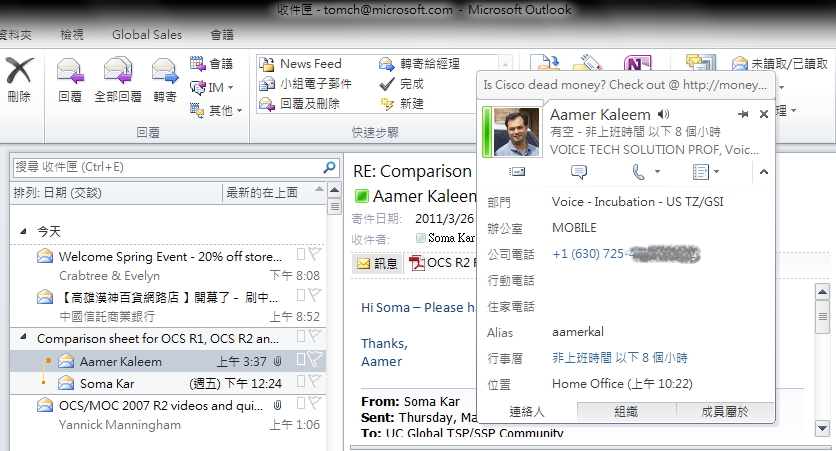 收件匣 - tomch@microsoft.com - Microsoft Outlook
資料夾 檢視 Global Sales 會議
刪除
回覆 全部回覆 轉寄
會議
IM
其他
回覆
News Feed
小組電子郵件
回覆及刪除
轉寄給經理
完成
新建
快速步驟
未讀取/已讀取
搜尋 收件匣 (Ctrl+E)
排列: 日期 (交談) 最新的在上面
今天
Welcome Spring Event - 20% off store...
Crabtree & Evelyn 下午 8:08
【高雄漢神百貨網路店】開幕了 - 刷中...
中國信託商業銀行 上午 8:52
Comparison sheet for OCS R1, OCS R2 an...
Aamer Kaleem 上午 3:37
Soma Kar (週五) 下午 12:24
OCS/MOC 2007 R2 videos and qui...
Yannick Manningham 上午 1:06
RE: Comparison
Aamer Kaleem
寄件日期: 2011/3/26
收件者: Soma Kar
訊息 OCS R2 F
Hi Soma – Please ha
Thanks,
Aamer
From: Soma Kar
Sent: Thursday, Ma
To: UC Global TSP/SSP Community
Is Cisco dead money? Check out @ http://money...
Aamer Kaleem
有空 - 非上班時間 以下 8 個小時
VOICE TECH SOLUTION PROF, Voic...
部門 Voice - Incubation - US TZ/GSI
辦公室 MOBILE
公司電話 +1 (630) 725-
行動電話
住家電話
Alias aamerkal
行事曆 非上班時間 以下 8 個小時
位置 Home Office (上午 10:22)
連絡人 組織 成員屬於